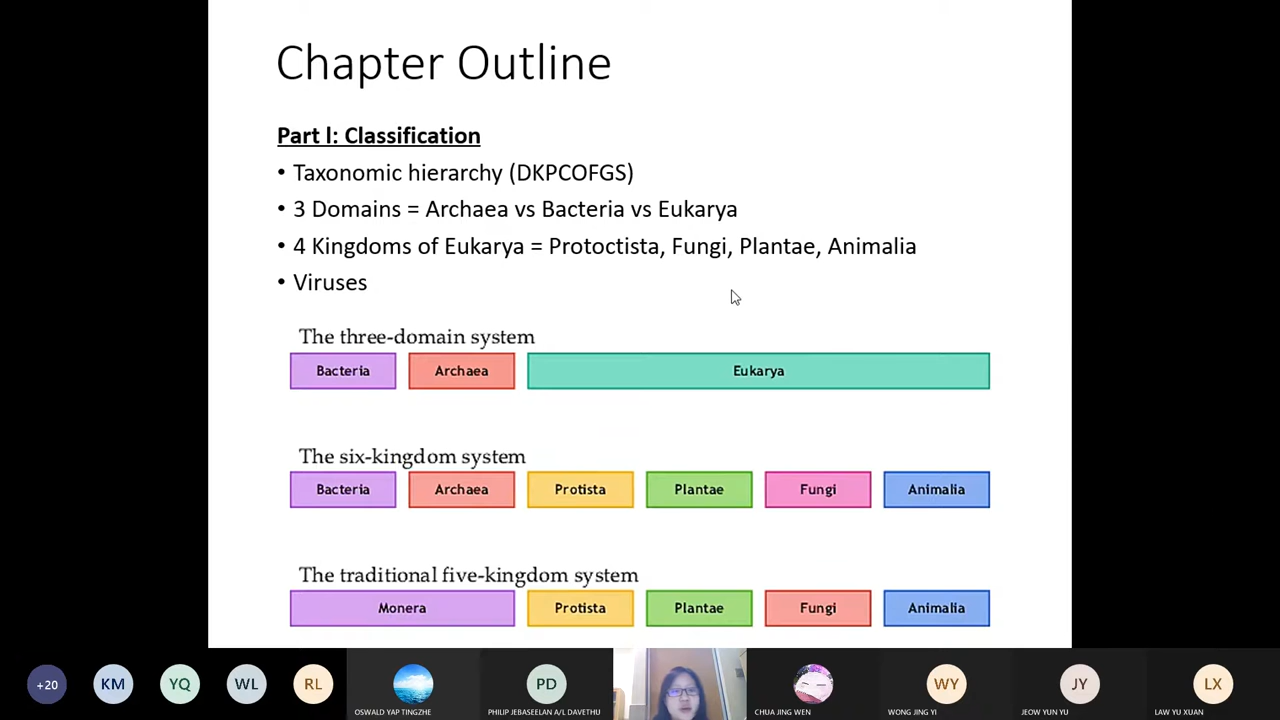 Chapter Outline
Part l: Classification
• Taxonomic hierarchy (DKPCOFGS)
• 3 Domains = Archaea vs Bacteria vs Eukarya
• 4 Kingdoms of Eukarya = Protoctista, Fungi, Plantae, Animalia
• Viruses
The three-domain system
Bacteria Archaea Eukarya
The six-kingdom system
Bacteria Archaea Protista Plantae Fungi Animalia
The traditional five-kingdom system
Monera Protista Plantae Fungi Animalia
+20 KM YQ WL RL PD WY JY LX
OSWALD YAP TINGZHE PHILIP JEBASEELAN A/L DAVETHU CHUA JING WEN WONG JING YI JEOW YUN YU LAW YU XUAN